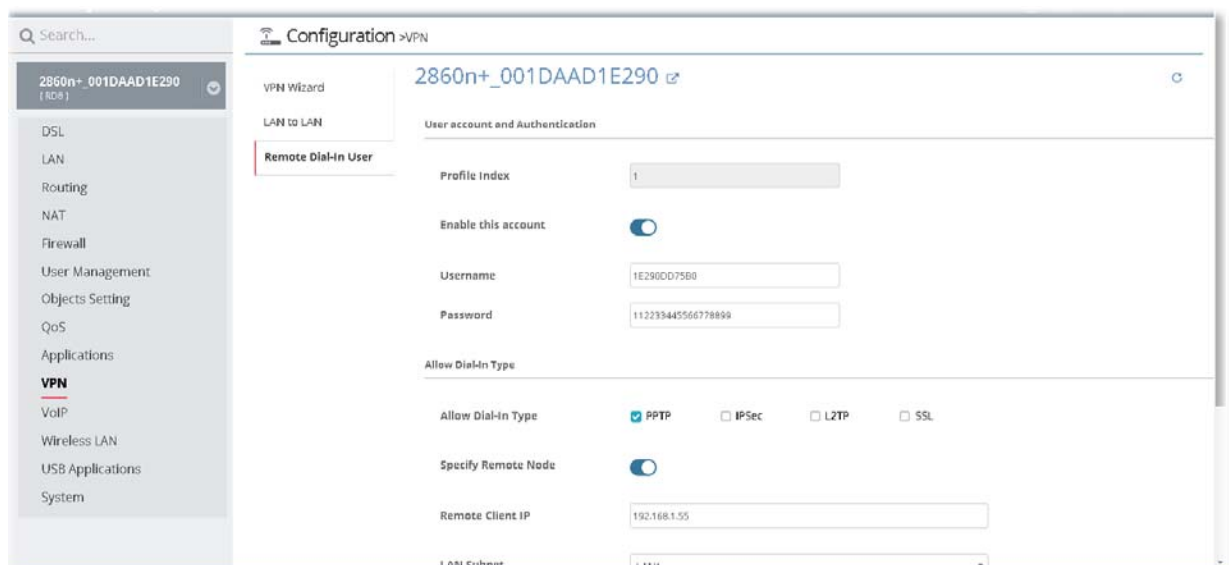 Search...
Configuration >VPN
2860n+_001DAAD1E290
[ RD8 ]
DSL
LAN
Routing
NAT
Firewall
User Management
Objects Setting
QoS
Applications
VPN
VoIP
Wireless LAN
USB Applications
System
VPN Wizard
LAN to LAN
Remote Dial-In User
2860n+_001DAAD1E290
User account and Authentication
Profile Index 1
Enable this account
Username 1E290DD75B0
Password 112233445566778899
Allow Dial-In Type
Allow Dial-In Type PPTP IPSec L2TP SSL
Specify Remote Node
Remote Client IP 192.168.1.55
LAN Subnet